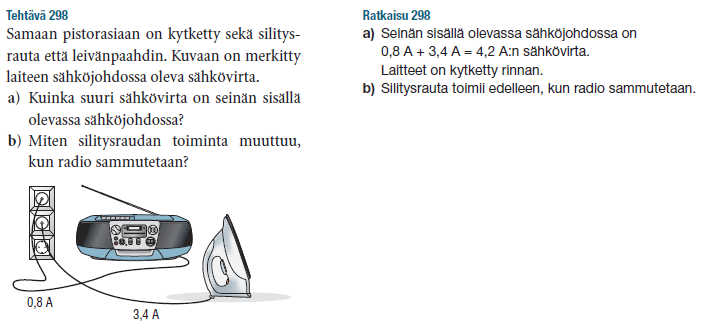 Tehtävä 298
Samaan pistorasiaan on kytketty sekä silitys-
rauta että leivänpaahdin. Kuvaan on merkitty
laiteen sähköjohdossa oleva sähkövirta.
a) Kuinka suuri sähkövirta on seinän sisällä
olevassa sähköjohdossa?
b) Miten silitysraudan toiminta muuttuu,
kun radio sammutetaan?
0,8 A
3,4 A
Ratkaisu 298
a) Seinän sisällä olevassa sähköjohdossa on
0,8 A + 3,4 A = 4,2 A:n sähkövirta.
Laitteet on kytketty rinnan.
b) Silitysrauta toimii edelleen, kun radio sammutetaan.